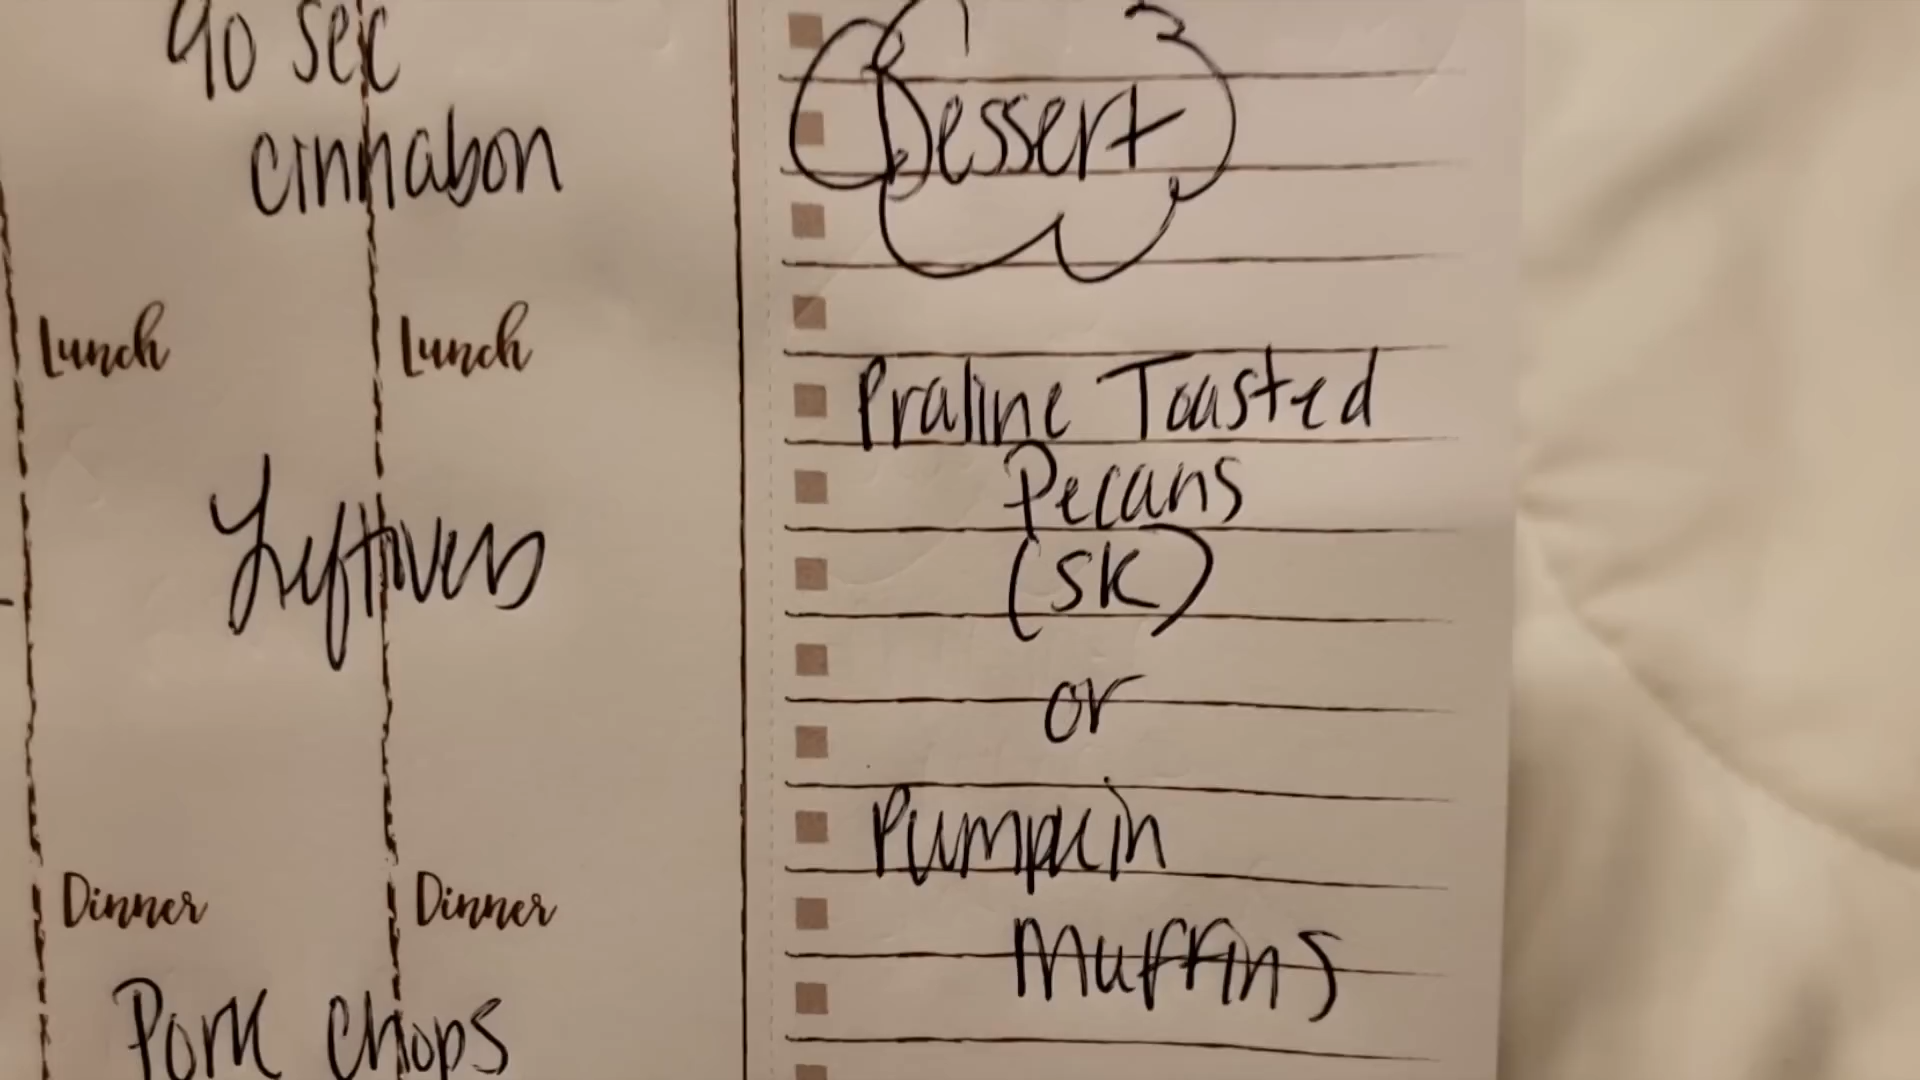 90 sec
cinnabon
Lunch
Lunch
Leftovers
Dinner
Dinner
Pork Chops
Dessert
Praline Toasted
Pecans
(SK)
or
Pumpkin
Muffins